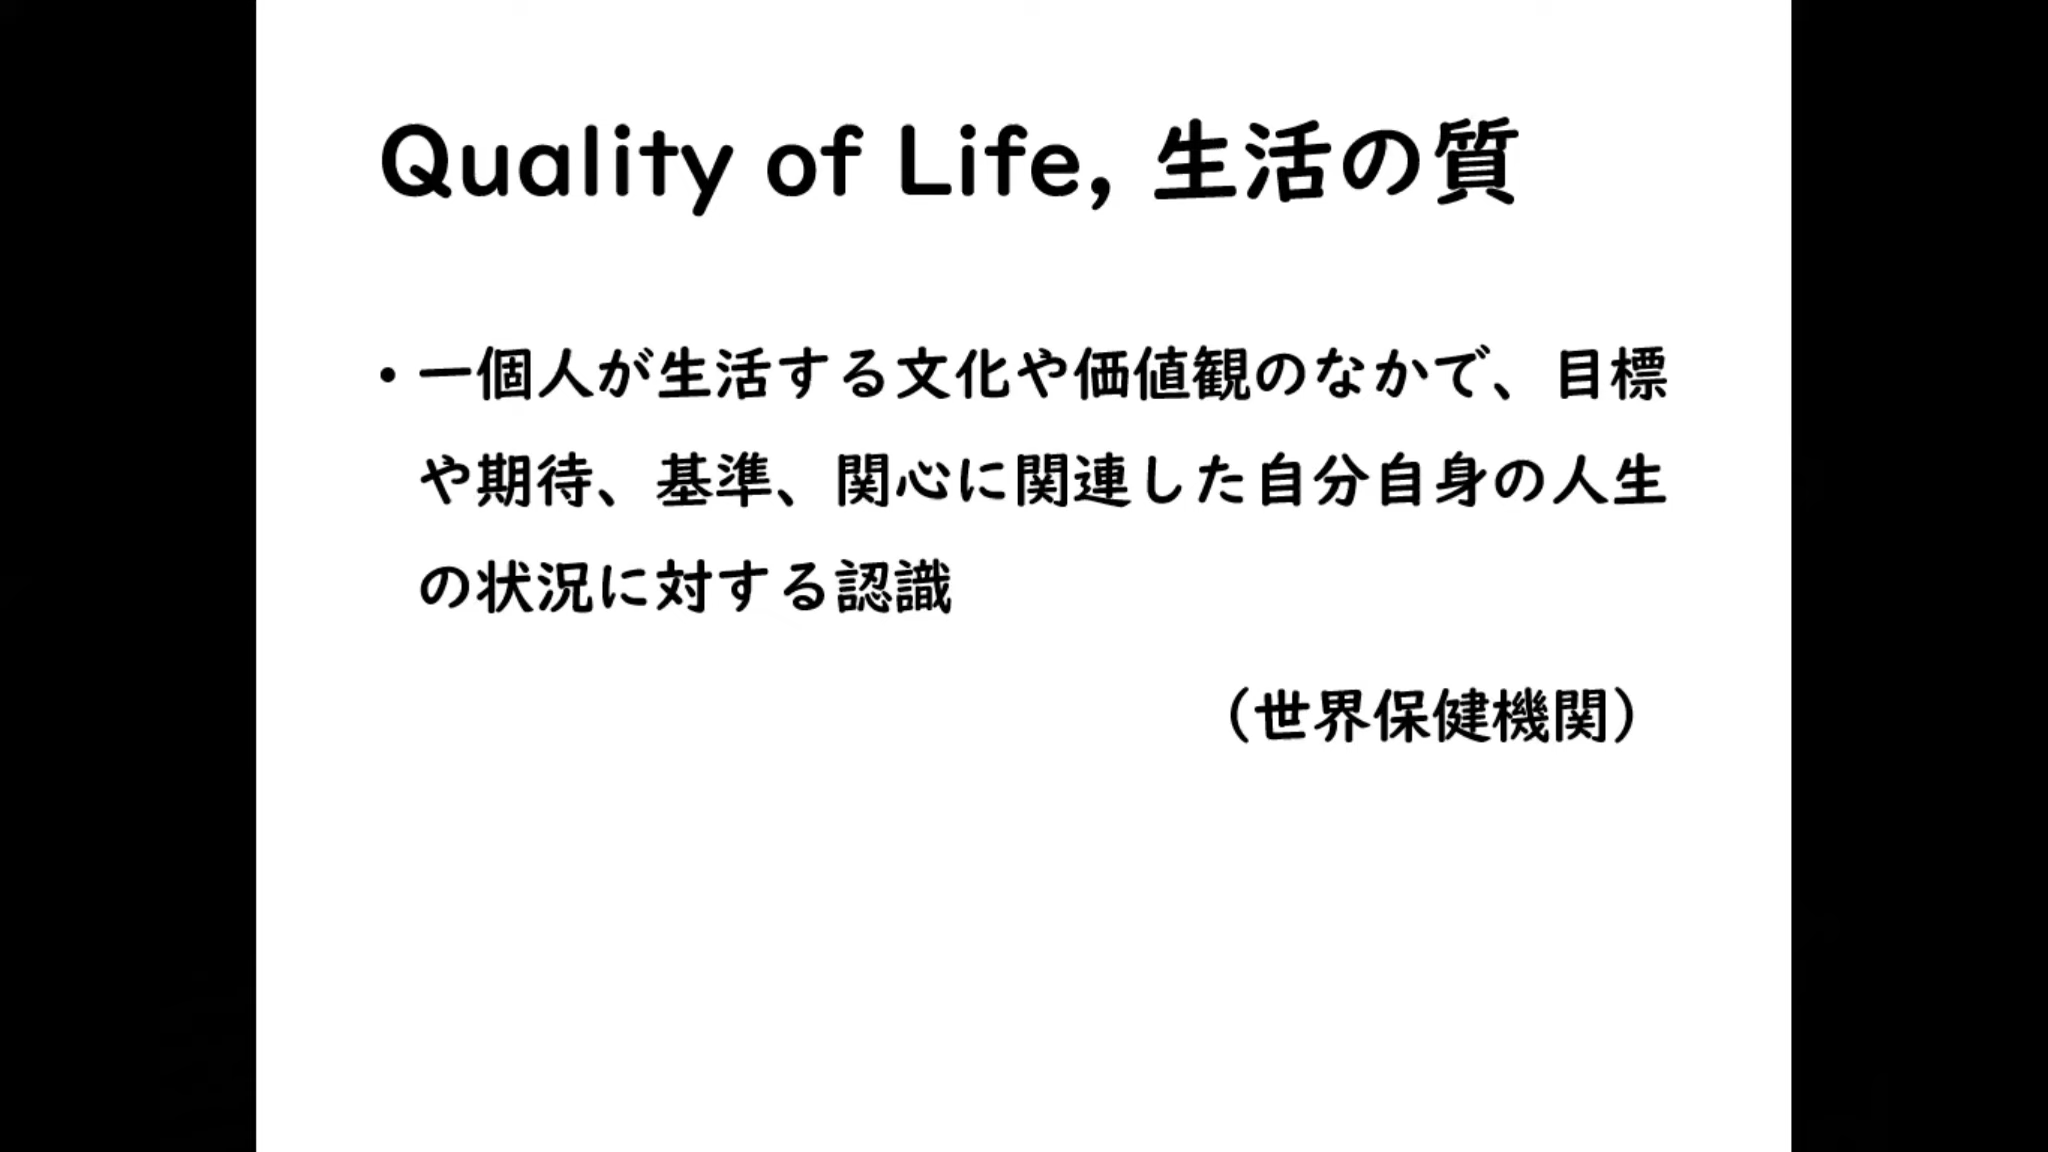 Quality of Life, 生活の質
・一個人が生活する文化や価値観のなかで、目標
や期待、基準、関心に関連した自分自身の人生
の状況に対する認識
（世界保健機関）